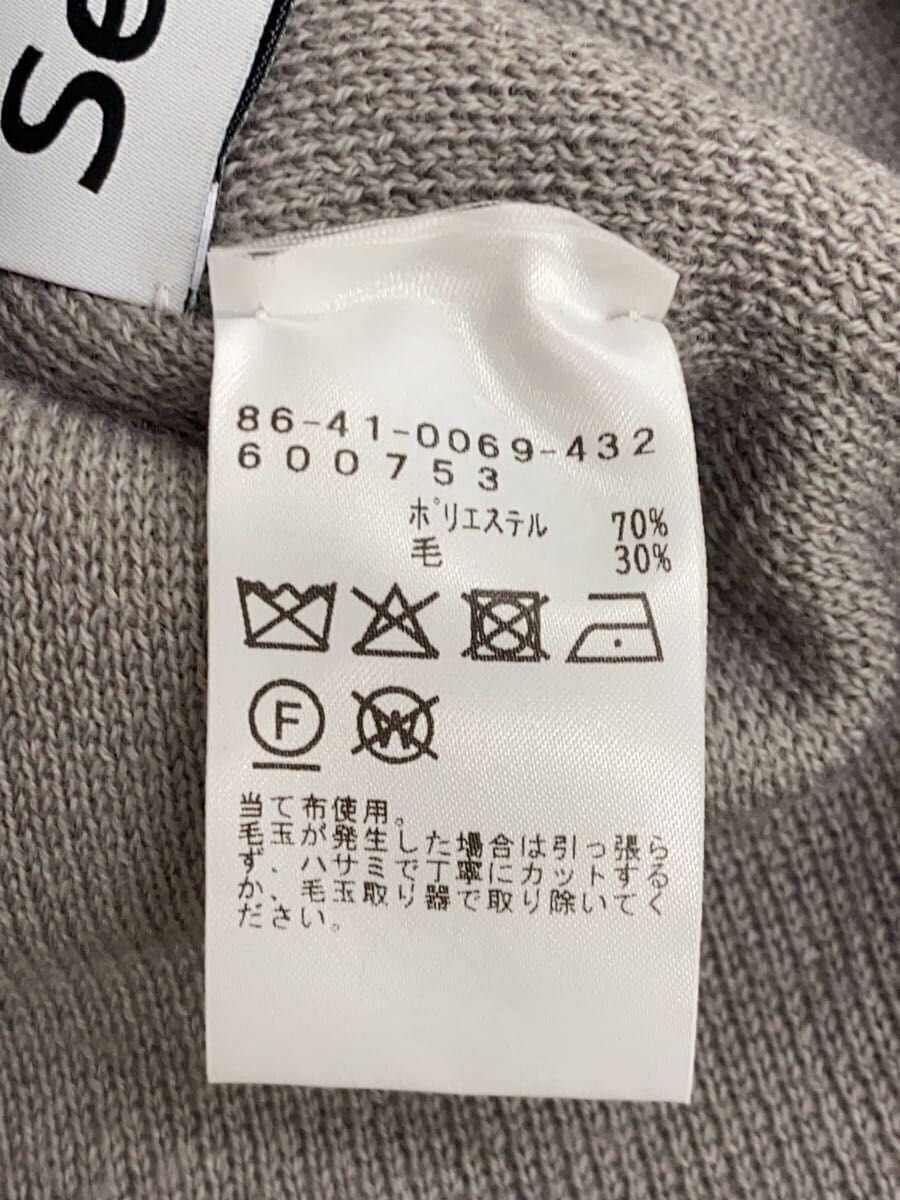 Se
86-41-0069-432
600753
ポリエステル 70%
毛 30%
F
W
当て布使用。
毛玉が発生した場合は引っ張ら
ず、ハサミで丁寧にカットする
か、毛玉取り器で取り除いてく
ださい。